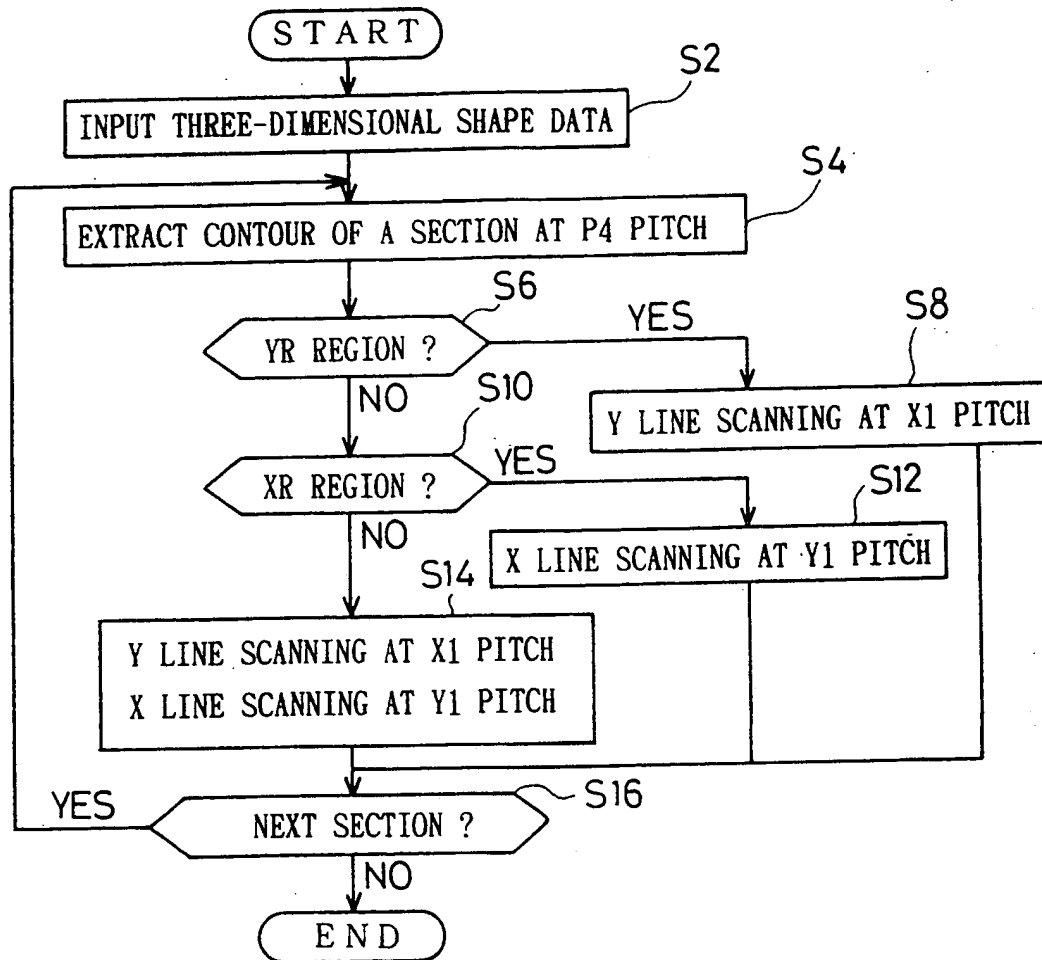 START
S2
INPUT THREE-DIMENSIONAL SHAPE DATA
S4
EXTRACT CONTOUR OF A SECTION AT P4 PITCH
S6
YR REGION ?
YES
S8
NO
S10
Y LINE SCANNING AT X1 PITCH
XR REGION ?
YES
S12
NO
X LINE SCANNING AT Y1 PITCH
S14
Y LINE SCANNING AT X1 PITCH
X LINE SCANNING AT Y1 PITCH
S16
YES
NEXT SECTION ?
NO
END